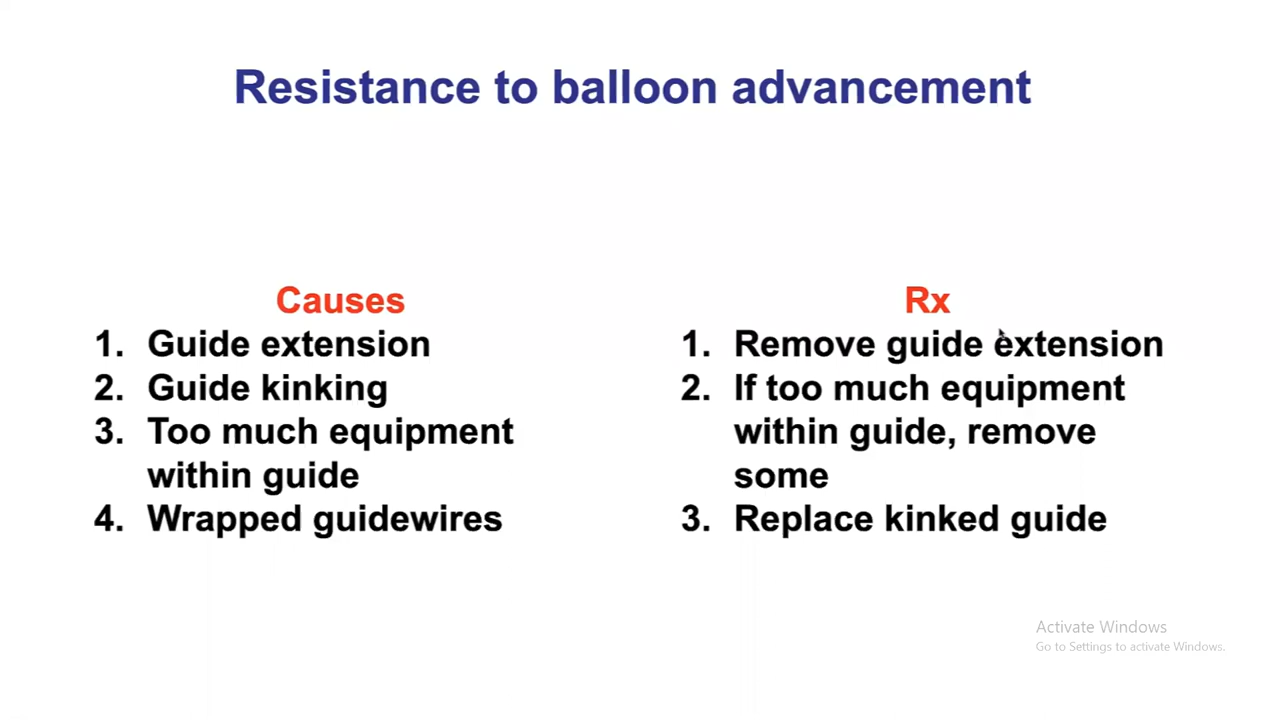 Resistance to balloon advancement
Causes
1. Guide extension
2. Guide kinking
3. Too much equipment
within guide
4. Wrapped guidewires
Rx
1. Remove guide extension
2. If too much equipment
within guide, remove
some
3. Replace kinked guide
Activate Windows
Go to Settings to activate Windows.